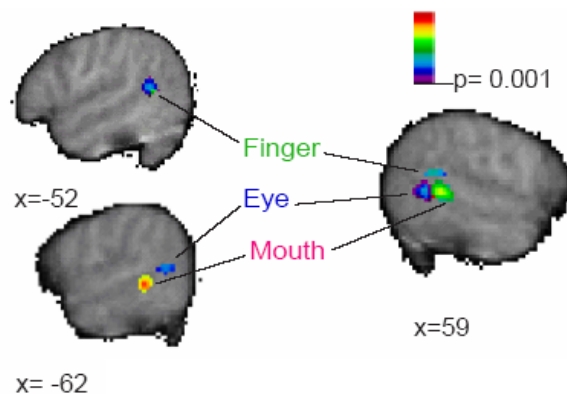 p= 0.001
Finger
x=-52
Eye
Mouth
x=59
x= -62